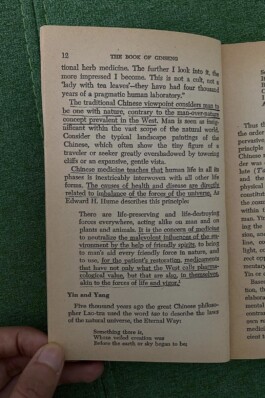 12 THE BOOK OF GINSENG
tional herb medicine. The further I look into it, the
more impressed I become. This is not a cult, not a
'lady with tea leaves'—they have had four thousand
years of a pragmatic human laboratory."
The traditional Chinese viewpoint considers man to
be one with nature, contrary to the man-over-nature
concept prevalent in the West. Man is seen as insig-
nificant within the vast scope of the natural world.
Consider the typical landscape paintings of the
Chinese, which often show the tiny figure of a
traveler or seeker greatly overshadowed by towering
cliffs or an expansive, gentle vista.
Chinese medicine teaches that human life in all its
phases is inextricably interwoven with all other life
forms. The causes of health and disease are directly
related to imbalance of the forces of the universe. As
Edward H. Hume describes this principle:
There are life-preserving and life-destroying
forces everywhere, acting alike on man and on
plants and animals. It is the concern of medicine
to neutralize the malevolent influences of the en-
vironment by the help of friendly spirits, to bring
to man's aid every friendly force in nature, and
to use, for the patient's restoration, medicaments
that have not only what the West calls pharma-
cological value, but that are also, in themselves,
akin to the forces of life and vigor.
Yin and Yang
Five thousand years ago the great Chinese philoso-
pher Lao-tzu used the word tao to describe the laws
of the natural universe, the Eternal Way:
Something there is,
Whose veiled creation was
Before the earth or sky began to be;